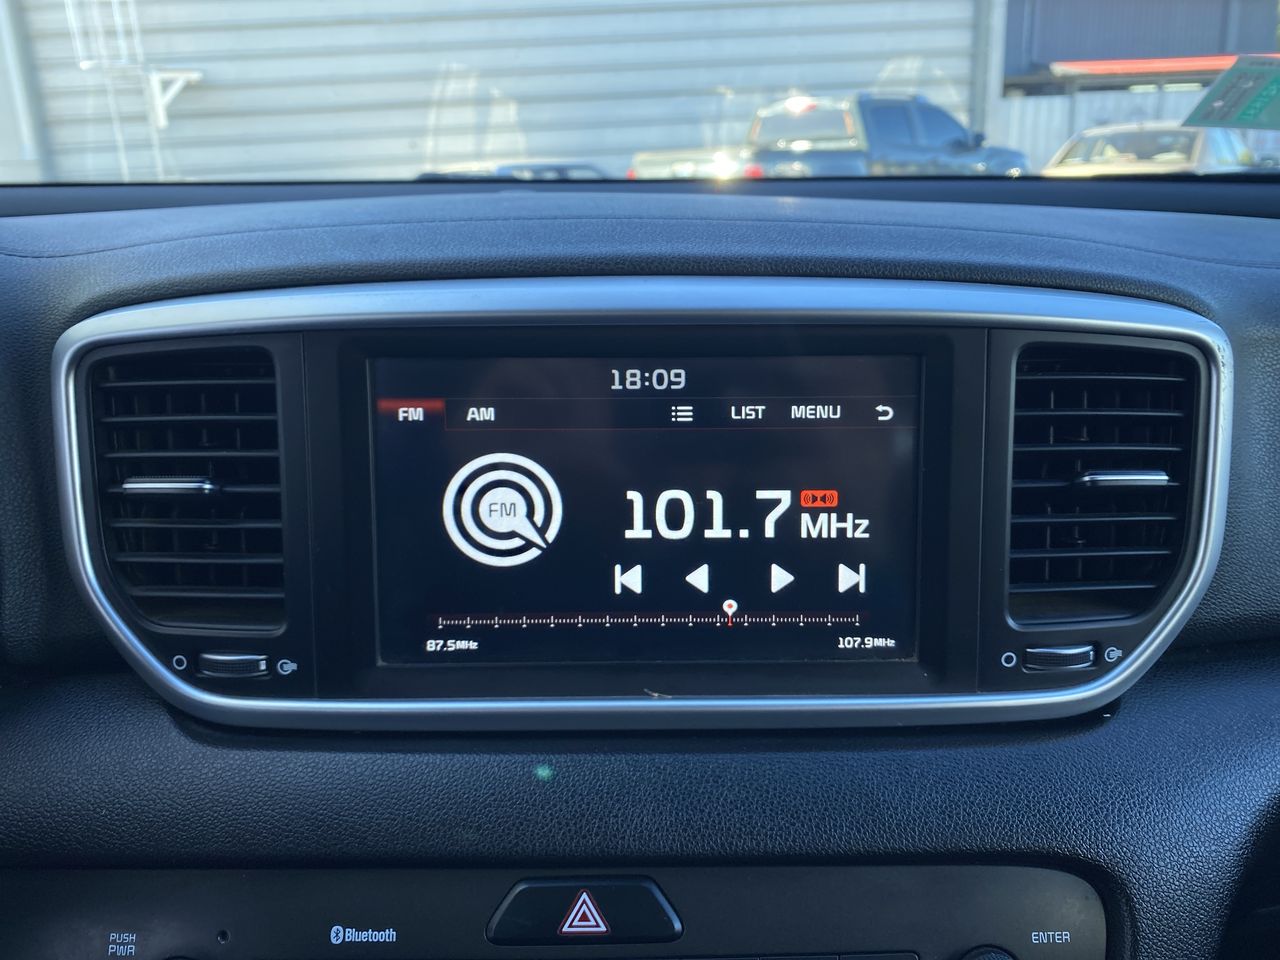 18:09
FM AM LIST MENU
FM
101.7 MHz
87.5MHz 107.9MHz
PUSH
PWR
Bluetooth
ENTER